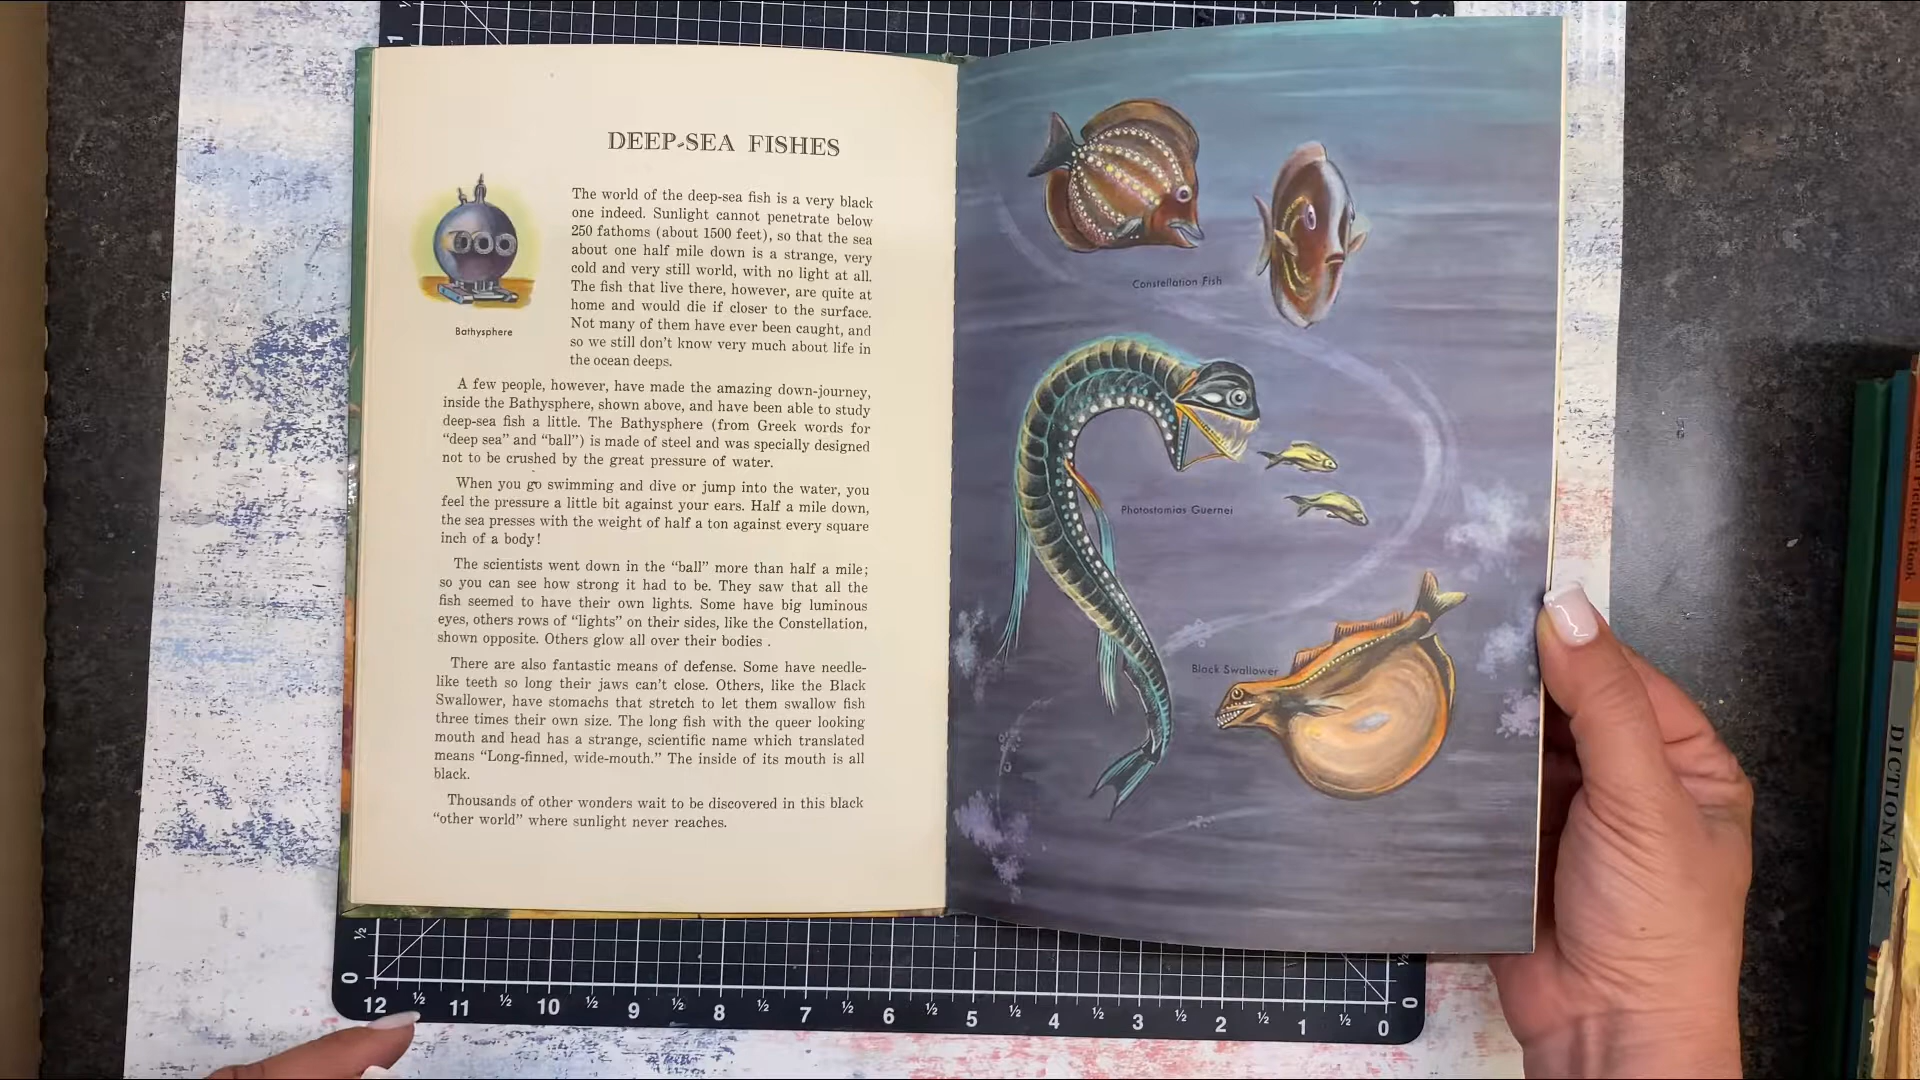 DEEP-SEA FISHES
The world of the deep-sea fish is a very black
one indeed. Sunlight cannot penetrate below
250 fathoms (about 1500 feet), so that the sea
about one half mile down is a strange, very
cold and very still world, with no light at all.
The fish that live there, however, are quite at
home and would die if closer to the surface.
Not many of them have ever been caught, and
so we still don't know very much about life in
the ocean deeps.
Bathysphere
A few people, however, have made the amazing down-journey,
inside the Bathysphere, shown above, and have been able to study
deep-sea fish a little. The Bathysphere (from Greek words for
“deep sea” and “ball”) is made of steel and was specially designed
not to be crushed by the great pressure of water.
When you go swimming and dive or jump into the water, you
feel the pressure a little bit against your ears. Half a mile down,
the sea presses with the weight of half a ton against every square
inch of a body!
The scientists went down in the “ball” more than half a mile;
so you can see how strong it had to be. They saw that all the
fish seemed to have their own lights. Some have big luminous
eyes, others rows of “lights” on their sides, like the Constellation,
shown opposite. Others glow all over their bodies .
There are also fantastic means of defense. Some have needle-
like teeth so long their jaws can't close. Others, like the Black
Swallower, have stomachs that stretch to let them swallow fish
three times their own size. The long fish with the queer looking
mouth and head has a strange, scientific name which translated
means “Long-finned, wide-mouth.” The inside of its mouth is all
black.
Thousands of other wonders wait to be discovered in this black
“other world” where sunlight never reaches.
Constellation Fish
Photostomias Guernei
Black Swallower
Picture Book
DICTIONARY
1
½
0
12 ½ 11 ½ 10 ½ 9 ½ 8 ½ 7 ½ 6 ½ 5 ½ 4 ½ 3 ½ 2 ½ 1 ½ 0
½
0